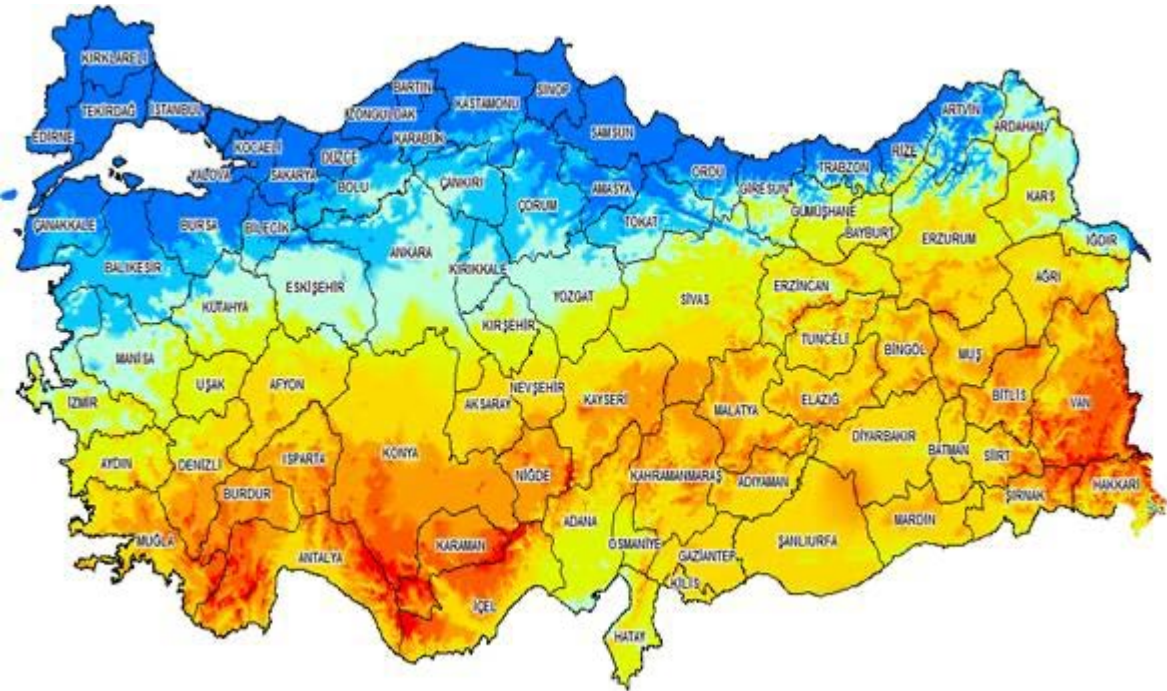 KIRKLARELİ
TEKİRDAĞ
İSTANBUL
EDİRNE
KOCAELİ
YALOVA
SAKARYA
DÜZCE
BOLU
BARTIN
ZONGULDAK
KARABÜK
KASTAMONU
SİNOP
SAMSUN
ÇANKIRI
ÇORUM
AMASYA
TOKAT
ORDU
GİRESUN
TRABZON
RİZE
ARTVİN
ARDAHAN
KARS
IĞDIR
GÜMÜŞHANE
BAYBURT
ERZURUM
AĞRI
ÇANAKKALE
BURSA
BİLECİK
BALIKESİR
KÜTAHYA
ESKİŞEHİR
ANKARA
KIRIKKALE
YOZGAT
SİVAS
ERZİNCAN
KIRŞEHİR
TUNCELİ
BİNGÖL
MUŞ
BİTLİS
VAN
MANİSA
UŞAK
AFYON
İZMİR
AKSARAY
NEVŞEHİR
KAYSERİ
MALATYA
ELAZIĞ
DİYARBAKIR
BATMAN
SİİRT
AYDIN
DENİZLİ
ISPARTA
BURDUR
KONYA
NİĞDE
KAHRAMANMARAŞ
ADIYAMAN
ŞIRNAK
HAKKARİ
MARDİN
MUĞLA
ANTALYA
KARAMAN
İÇEL
ADANA
OSMANİYE
GAZİANTEP
KİLİS
ŞANLIURFA
HATAY